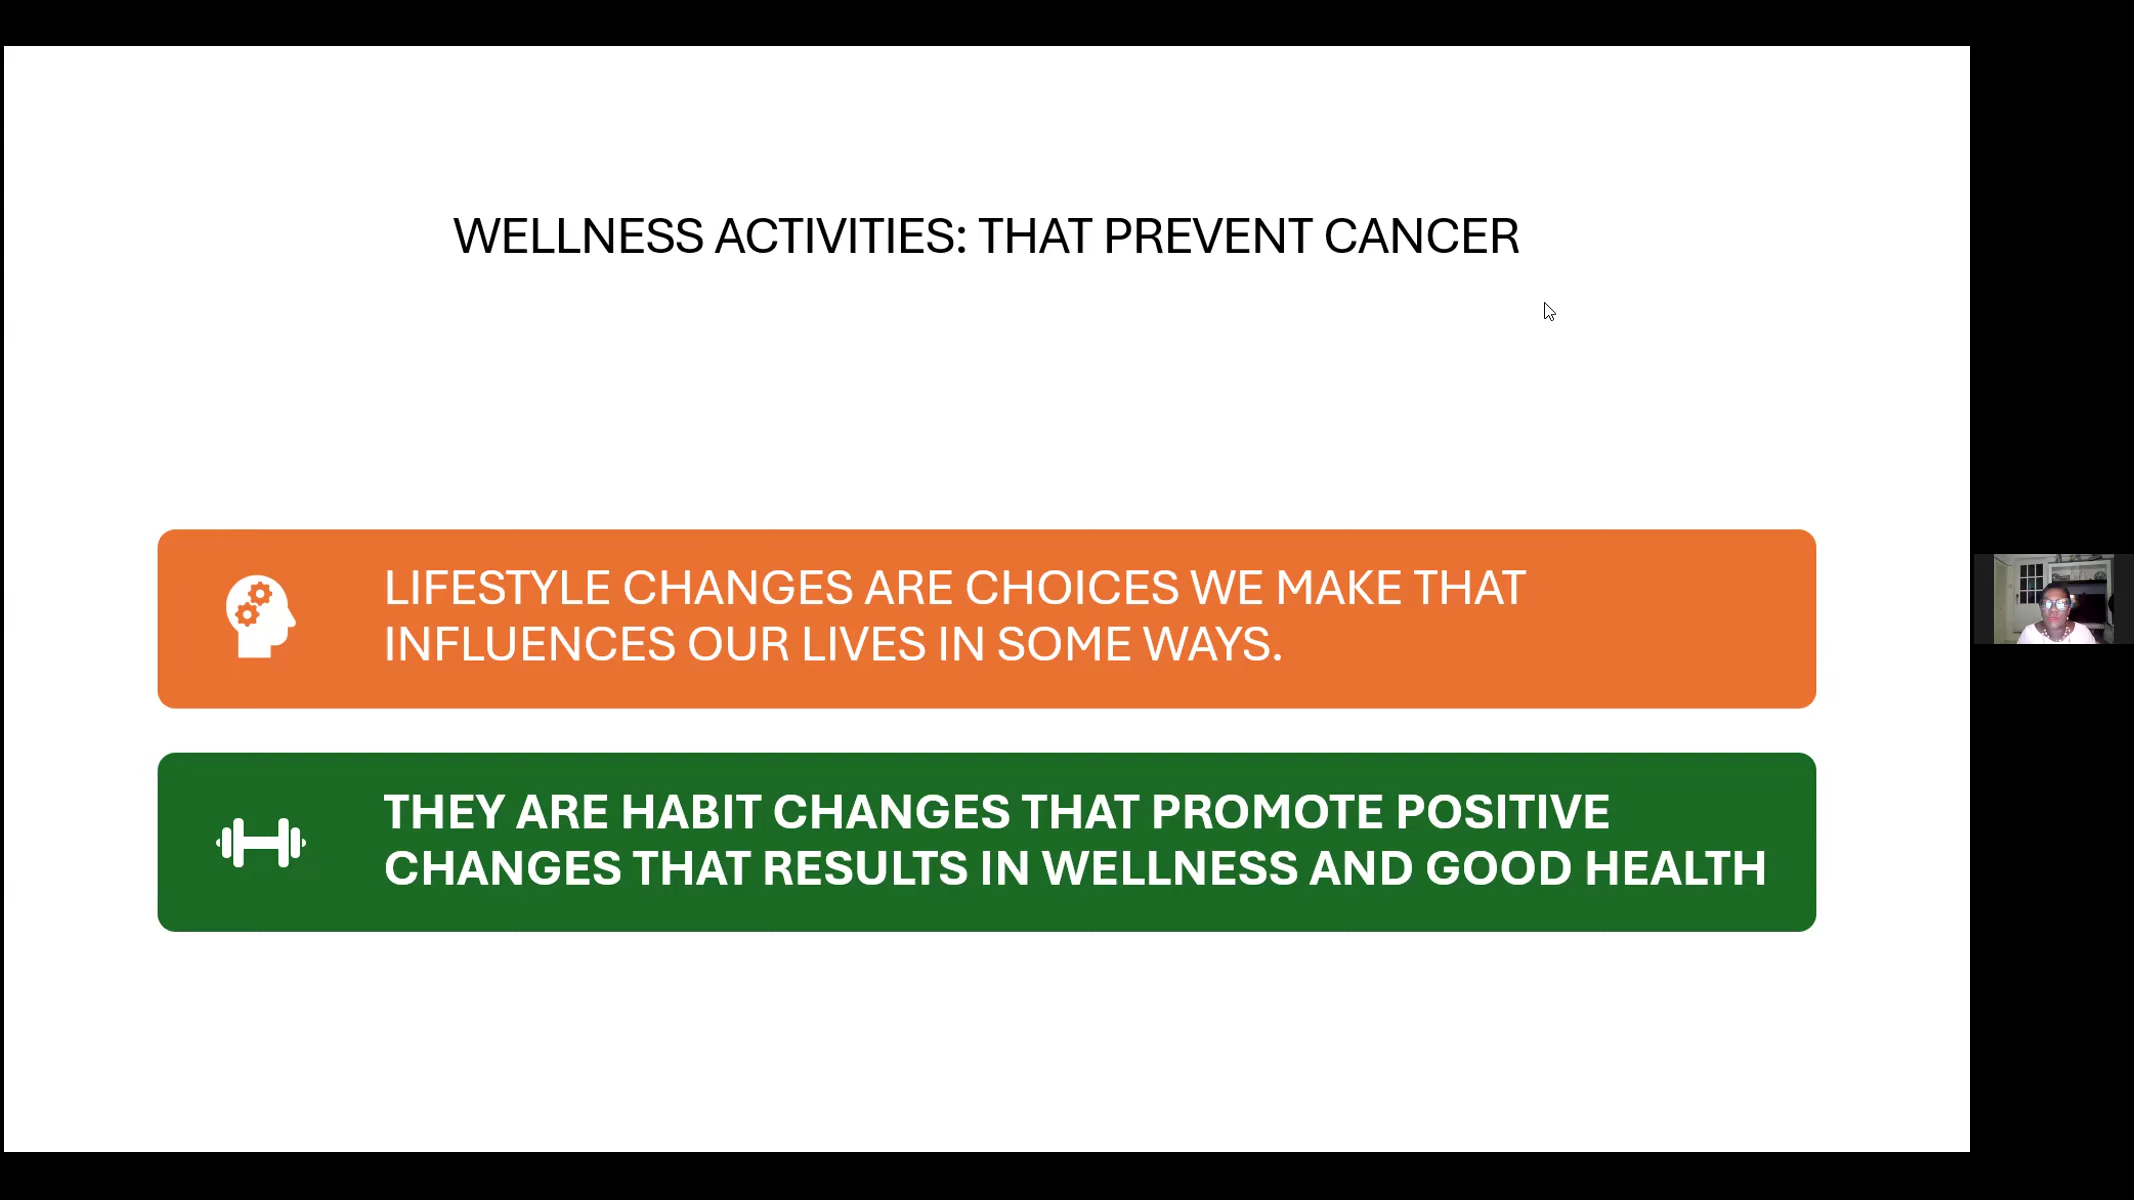 WELLNESS ACTIVITIES: THAT PREVENT CANCER
LIFESTYLE CHANGES ARE CHOICES WE MAKE THAT
INFLUENCES OUR LIVES IN SOME WAYS.
THEY ARE HABIT CHANGES THAT PROMOTE POSITIVE
CHANGES THAT RESULTS IN WELLNESS AND GOOD HEALTH